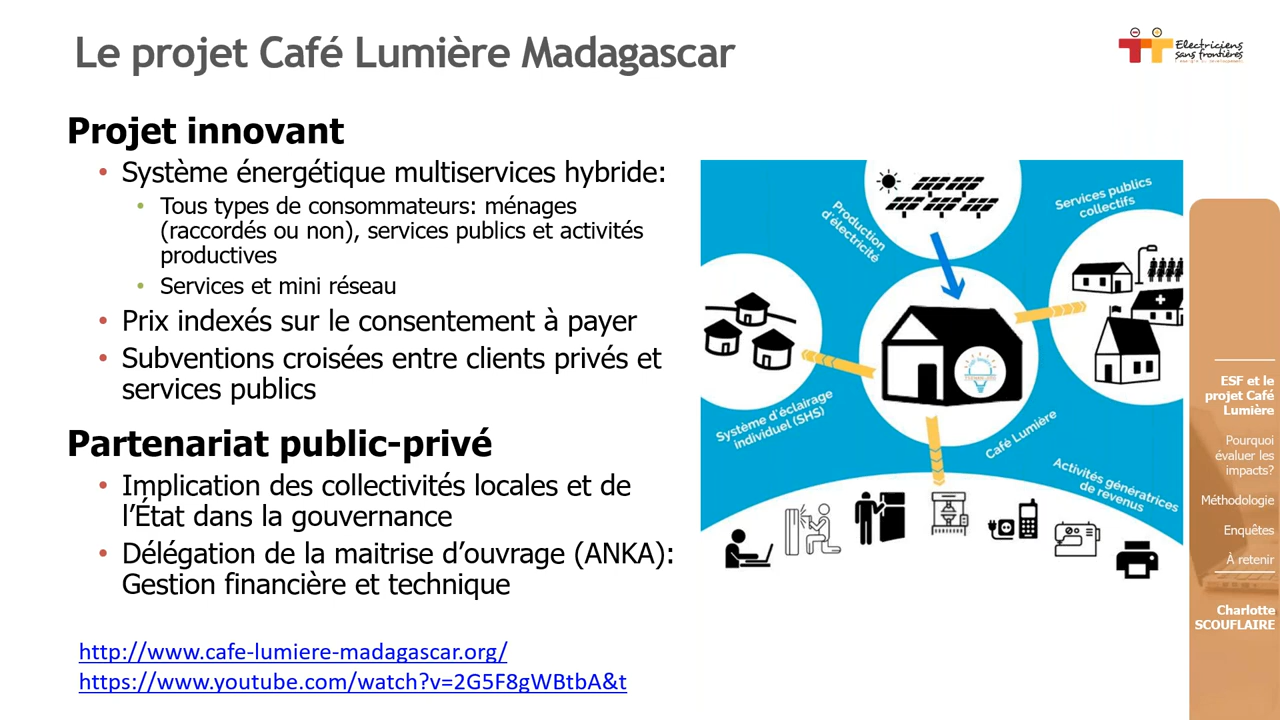 Le projet Café Lumière Madagascar
Electriciens
sans frontières
Projet innovant
• Système énergétique multiservices hybride:
• Tous types de consommateurs: ménages
(raccordés ou non), services publics et activités
productives
• Services et mini réseau
• Prix indexés sur le consentement à payer
• Subventions croisées entre clients privés et
services publics
Partenariat public-privé
• Implication des collectivités locales et de
l'État dans la gouvernance
• Délégation de la maitrise d'ouvrage (ANKA):
Gestion financière et technique
http://www.cafe-lumiere-madagascar.org/
https://www.youtube.com/watch?v=2G5F8gWBtbA&t
Production
d'électricité
Services publics
collectifs
Système d'éclairage
individuel (SHS)
Café Lumière
Activités génératrices
de revenus
ESF et le
projet Café
Lumière
Pourquoi
évaluer les
impacts?
Méthodologie
Enquêtes
À retenir
Charlotte
SCOUFLAIRE